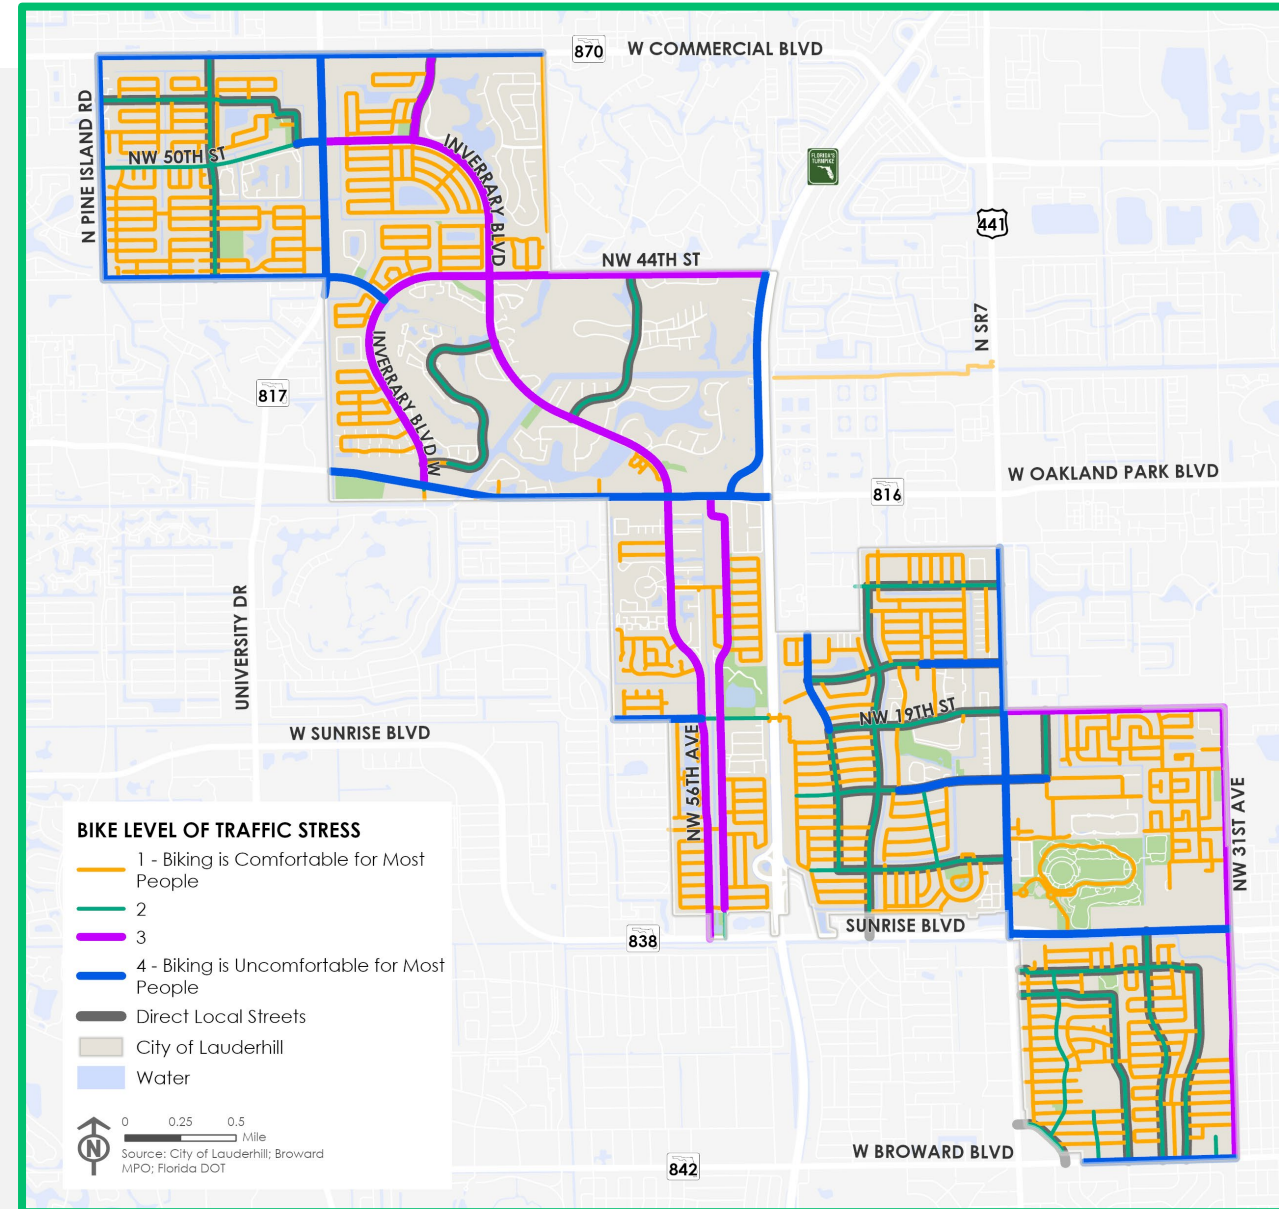 870 W COMMERCIAL BLVD
N PINE ISLAND RD
NW 50TH ST
INVERRARY BLVD
FLORIDA'S
TURNPIKE
441
NW 44TH ST
N SR7
817
INVERRARY BLVD W
W OAKLAND PARK BLVD
816
UNIVERSITY DR
W SUNRISE BLVD
NW 19TH ST
NW 56TH AVE
NW 31ST AVE
SUNRISE BLVD
838
W BROWARD BLVD
842
BIKE LEVEL OF TRAFFIC STRESS
1 - Biking is Comfortable for Most
People
2
3
4 - Biking is Uncomfortable for Most
People
Direct Local Streets
City of Lauderhill
Water
0 0.25 0.5
Mile
N
Source: City of Lauderhill; Broward
MPO; Florida DOT